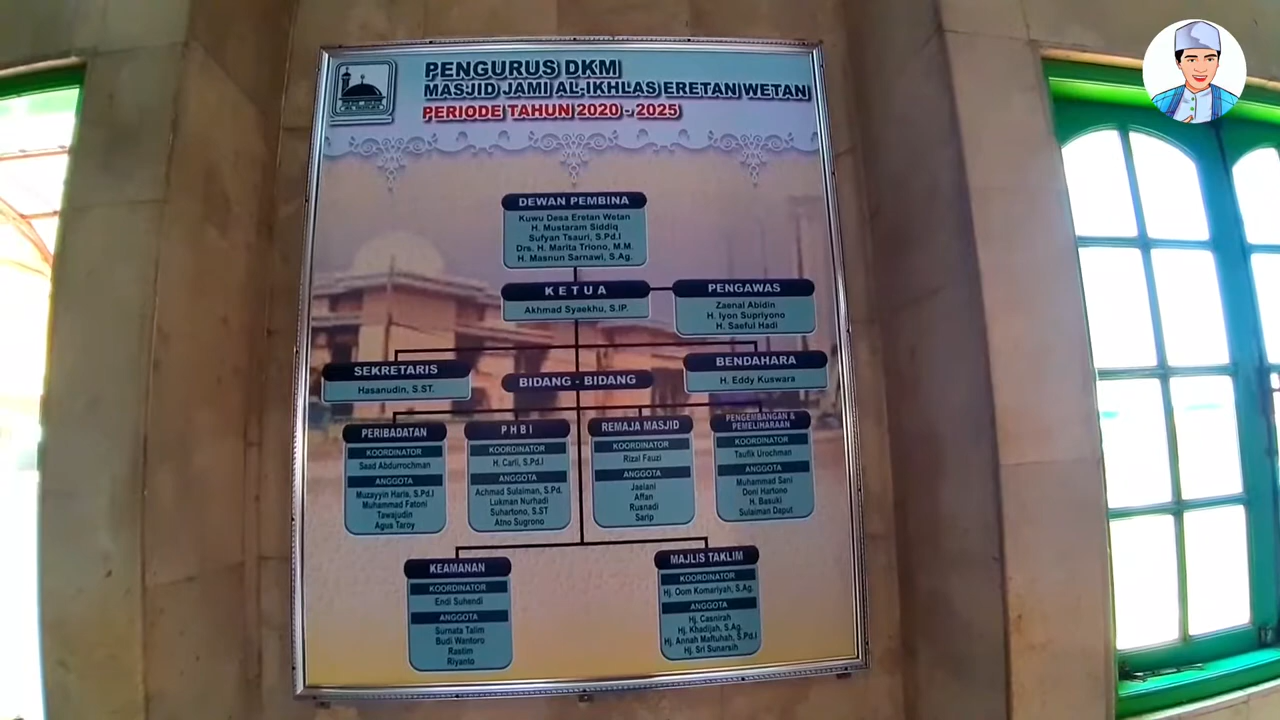 PENGURUS DKM
MASJID JAMI AL-IKHLAS ERETAN WETAN
PERIODE TAHUN 2020 - 2025
DEWAN PEMBINA
Kuwu Desa Eretan Wetan
H. Mustaram Siddiq
Sufyan Tsauri, S.Pd.I
Drs. H. Marita Triono, M.M.
H. Masnun Sarnawi, S.Ag.
KETUA
Akhmad Syaekhu, S.IP.
PENGAWAS
Zaenal Abidin
H. Iyon Supriyono
H. Saeful Hadi
SEKRETARIS
Hasanudin, S.ST.
BIDANG - BIDANG
BENDAHARA
H. Eddy Kuswara
PERIBADATAN
KOORDINATOR
Saad Abdurrochman
ANGGOTA
Muzayyin Haris, S.Pd.I
Muhammad Fatoni
Tawajudin
Agus Taroy
PHBI
KOORDINATOR
H. Carli, S.Pd.I
ANGGOTA
Achmad Sulaiman, S.Pd.
Lukman Nurhadi
Suhartono, S.ST
Atno Sugrono
REMAJA MASJID
KOORDINATOR
Rizal Fauzi
ANGGOTA
Jaelani
Affan
Rusnadi
Sarip
PENGEMBANGAN &
PEMELIHARAAN
KOORDINATOR
Taufik Urochman
ANGGOTA
Muhammad Sani
Doni Hartono
H. Basuki
Sulaiman Daput
KEAMANAN
KOORDINATOR
Endi Suhendi
ANGGOTA
Surnata Talim
Budi Wantoro
Rastim
Riyanto
MAJLIS TAKLIM
KOORDINATOR
Hj. Oom Komariyah, S.Ag.
ANGGOTA
Hj. Casnirah
Hj. Khadijah, S.Ag.
Hj. Annah Maftuhah, S.Pd.I
Hj. Sri Sunarsih